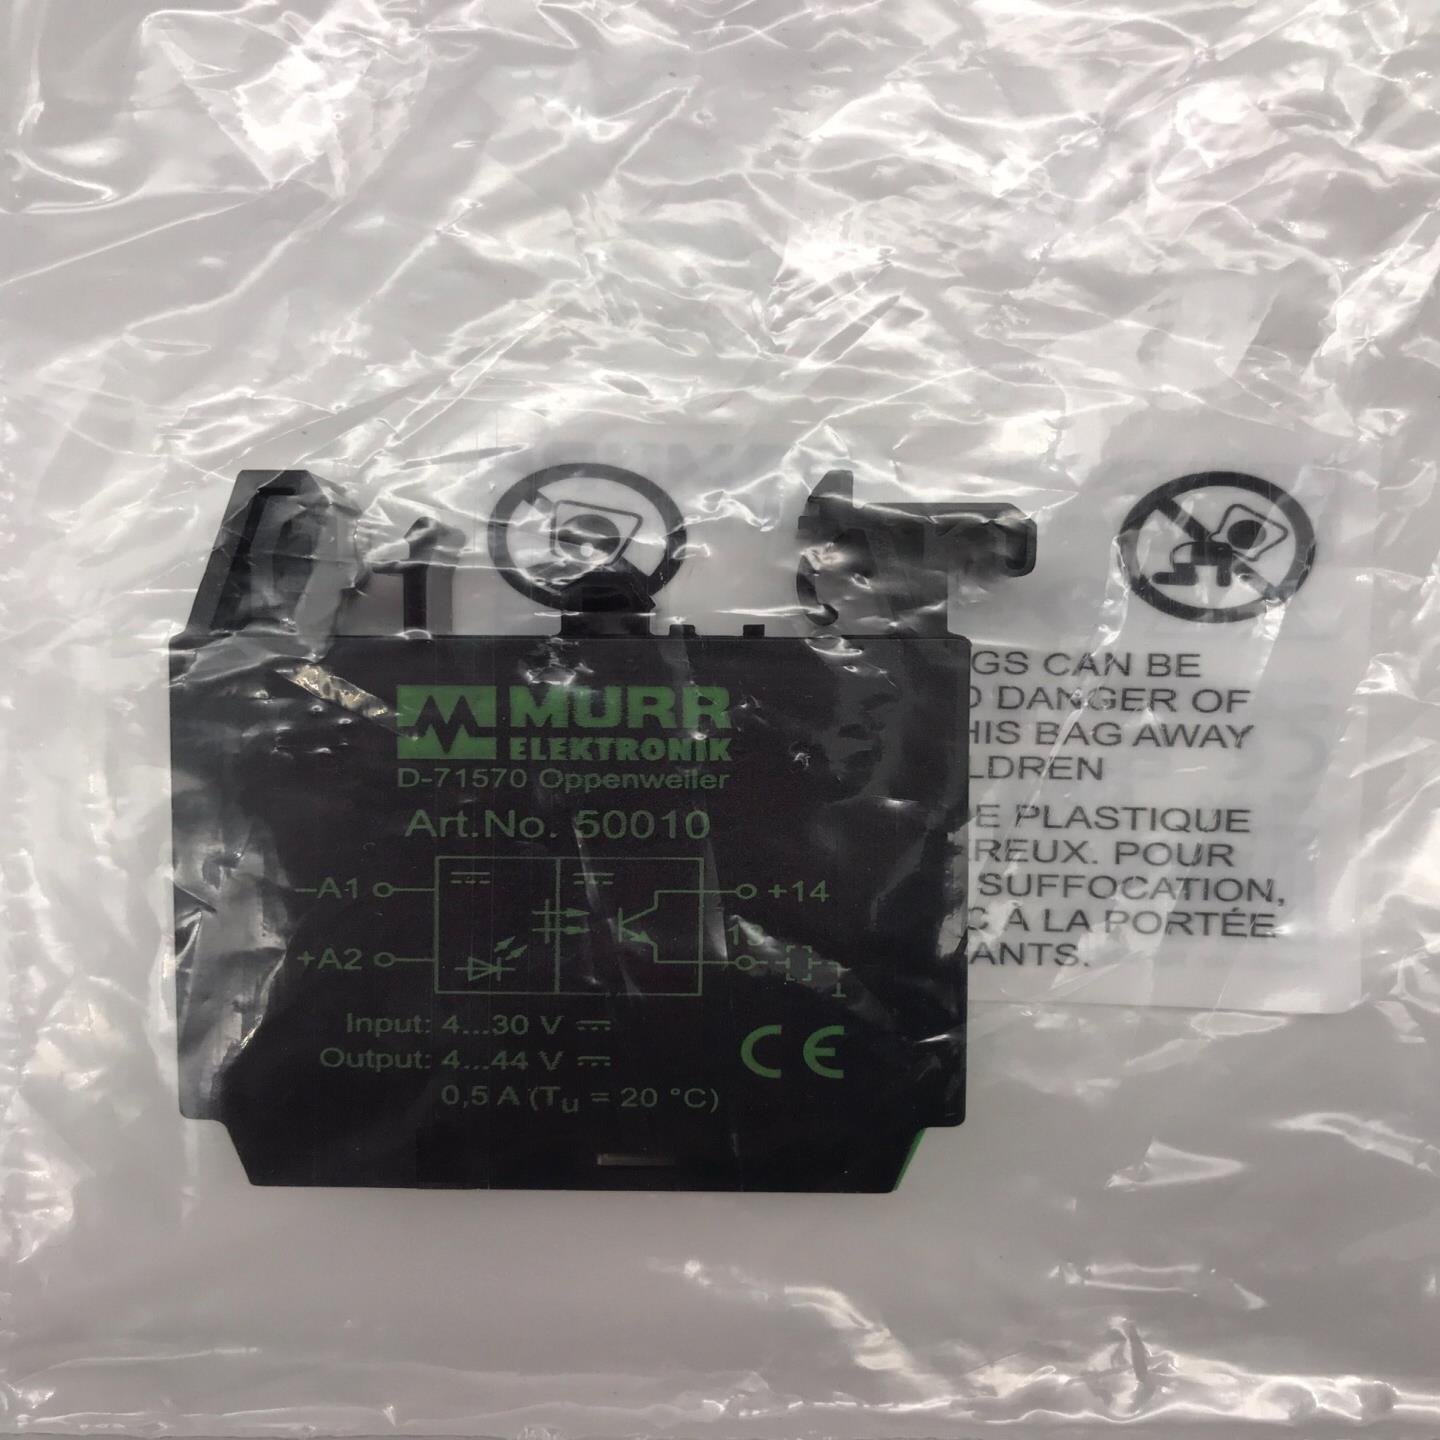 MURR
ELEKTRONIK
D-71570 Oppenweiler
Art.No. 50010
–A1
+14
13
+A2
Input: 4...30 V
Output: 4...44 V
0,5 A (Tu = 20 °C)
CE
GS CAN BE
DANGER OF
HIS BAG AWAY
LDREN
E PLASTIQUE
REUX. POUR
SUFFOCATION,
C À LA PORTÉE
ANTS.